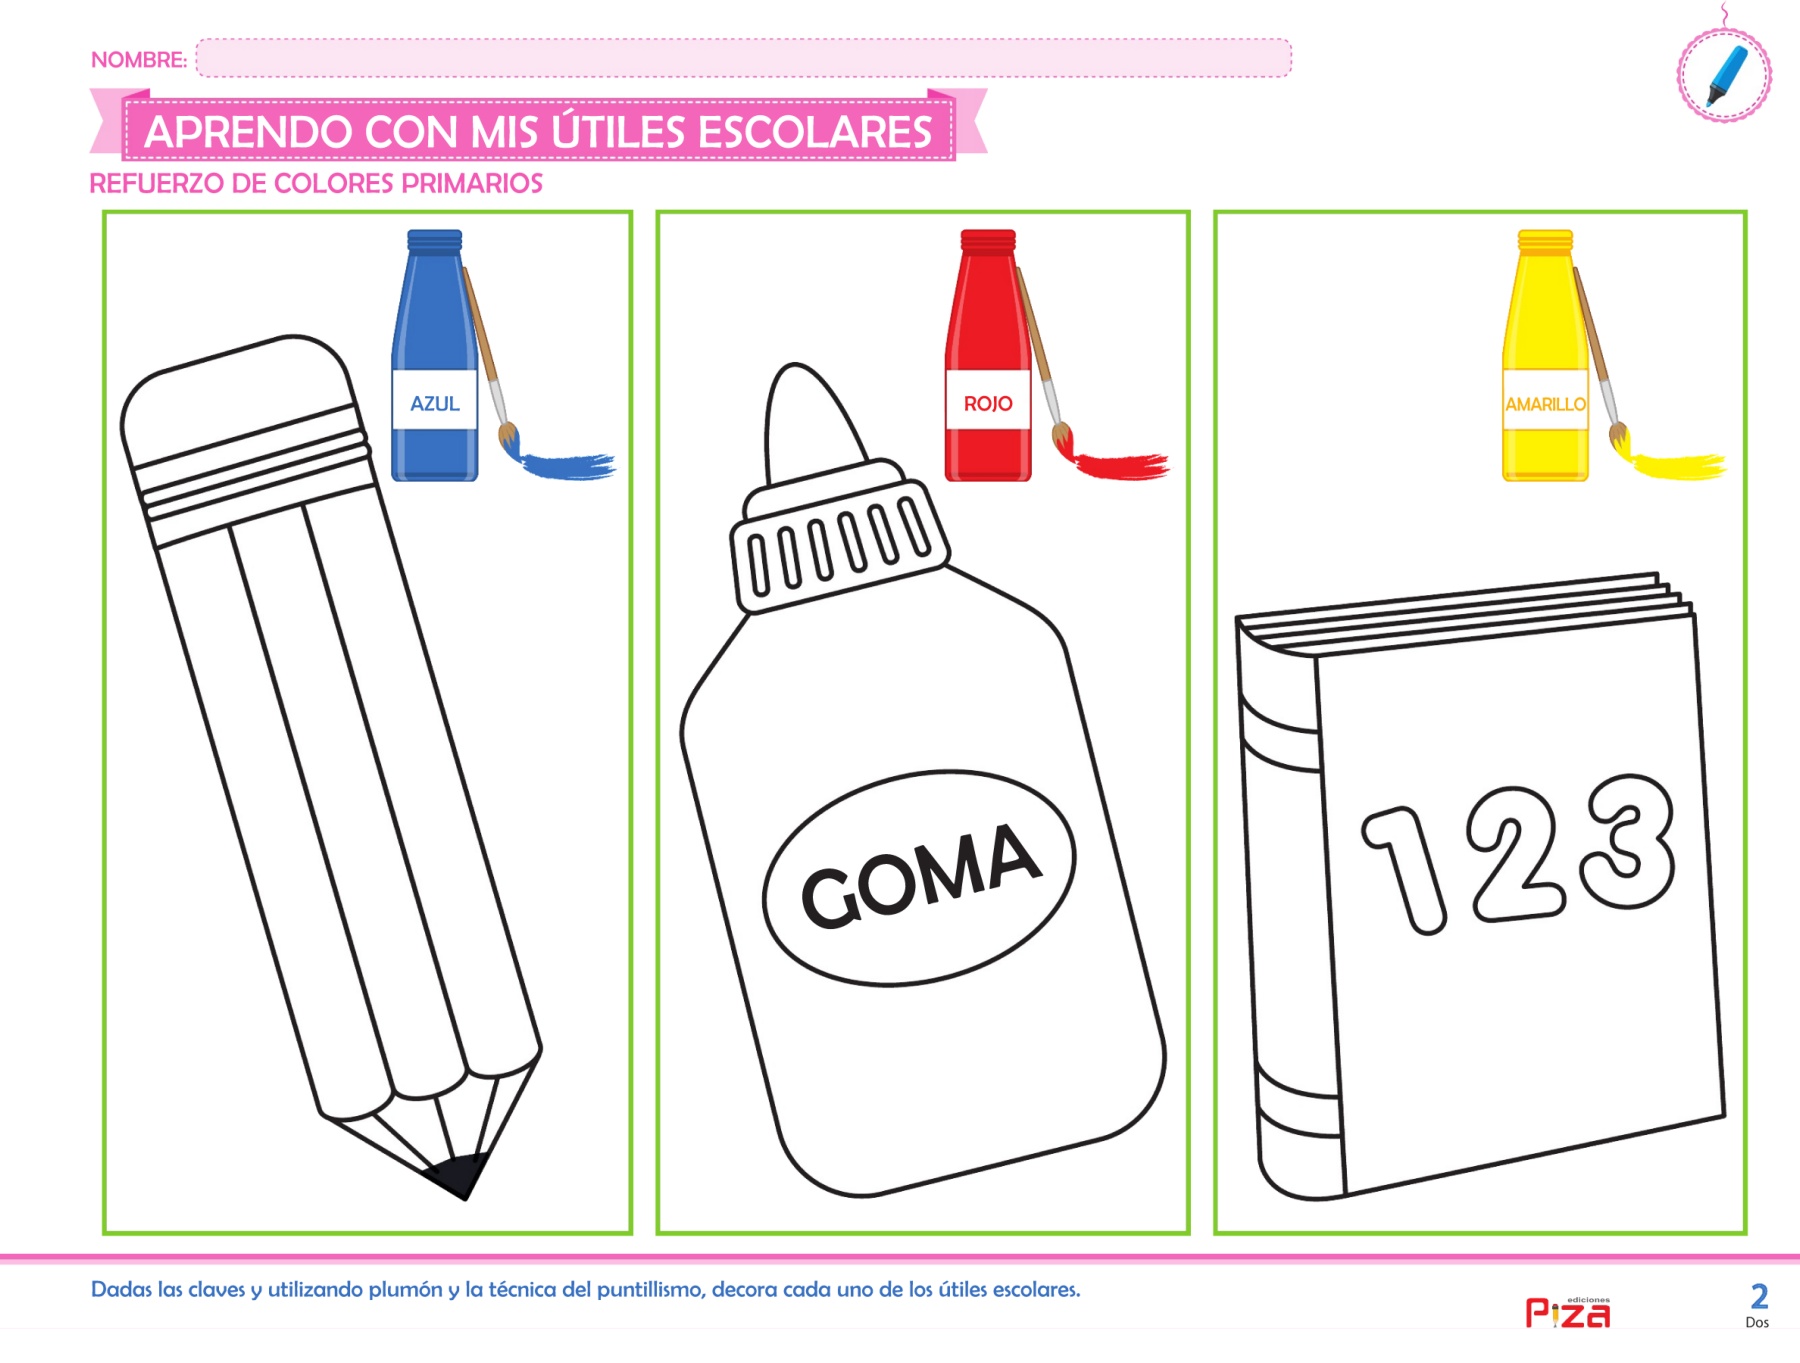 NOMBRE:
APRENDO CON MIS ÚTILES ESCOLARES
REFUERZO DE COLORES PRIMARIOS
AZUL
ROJO
AMARILLO
GOMA
123
Dadas las claves y utilizando plumón y la técnica del puntillismo, decora cada uno de los útiles escolares.
ediciones
Piza
2
Dos